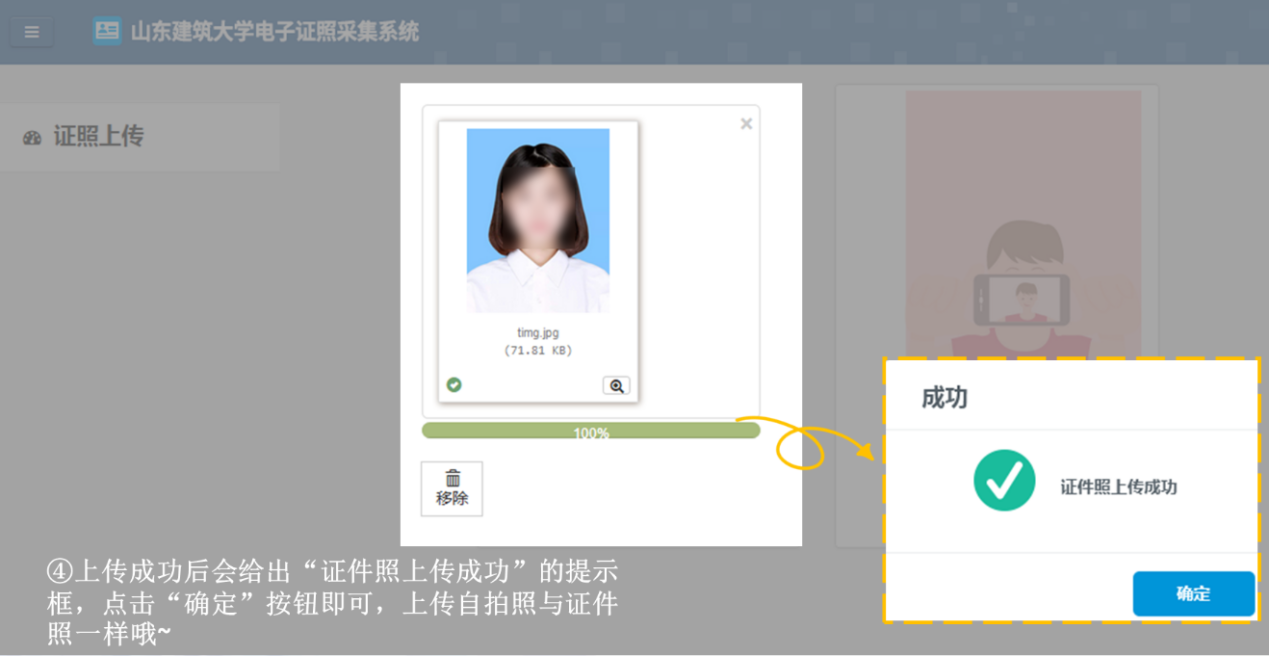 山东建筑大学电子证照采集系统
证照上传
timg.jpg
(71.81 KB)
100%
移除
成功
证件照上传成功
确定
④上传成功后会给出“证件照上传成功”的提示
框，点击“确定”按钮即可，上传自拍照与证件
照一样哦~